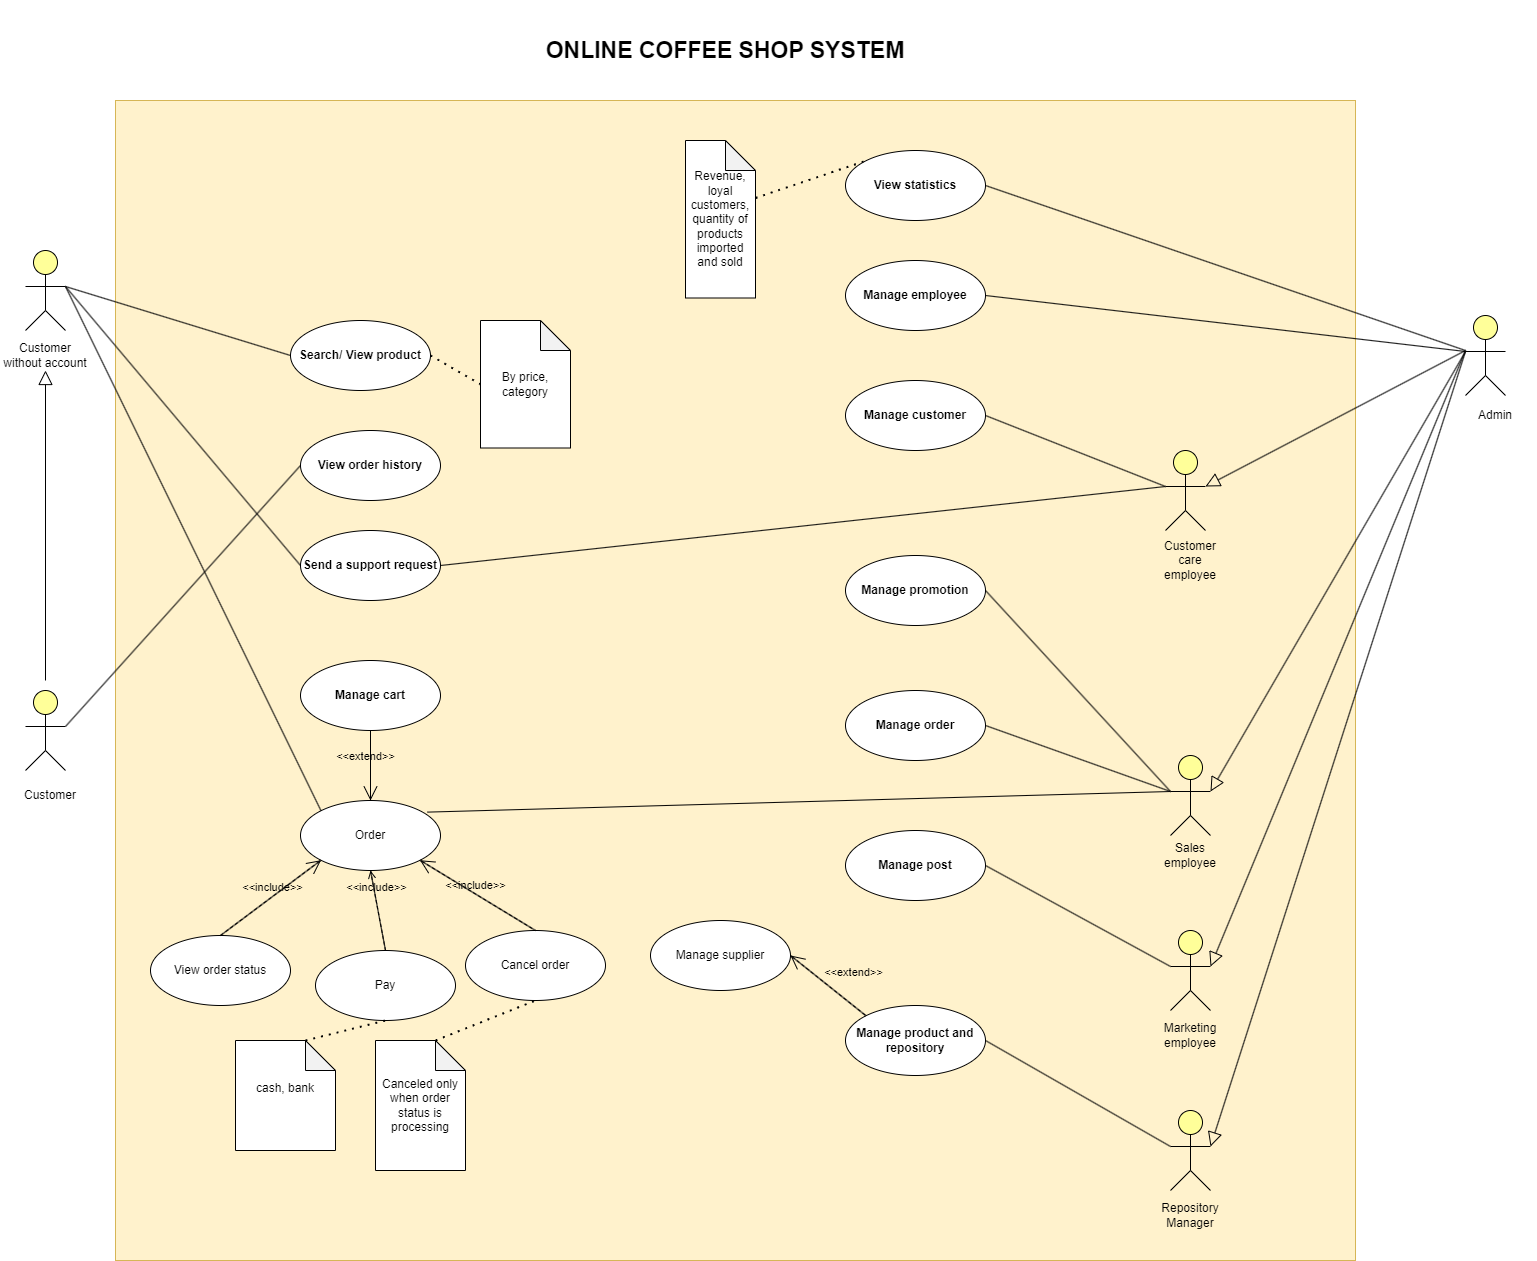 ONLINE COFFEE SHOP SYSTEM
Revenue,
loyal
customers,
quantity of
products
imported
and sold
View statistics
Manage employee
Customer
without account
Search/ View product
By price,
category
Admin
Manage customer
View order history
Send a support request
Customer
care
employee
Manage promotion
Manage cart
Manage order
<<extend>>
Customer
Order
Sales
employee
Manage post
<<include>>
<<include>>
<<include>>
View order status
Pay
Cancel order
Manage supplier
<<extend>>
Manage product and
repository
Marketing
employee
cash, bank
Canceled only
when order
status is
processing
Repository
Manager